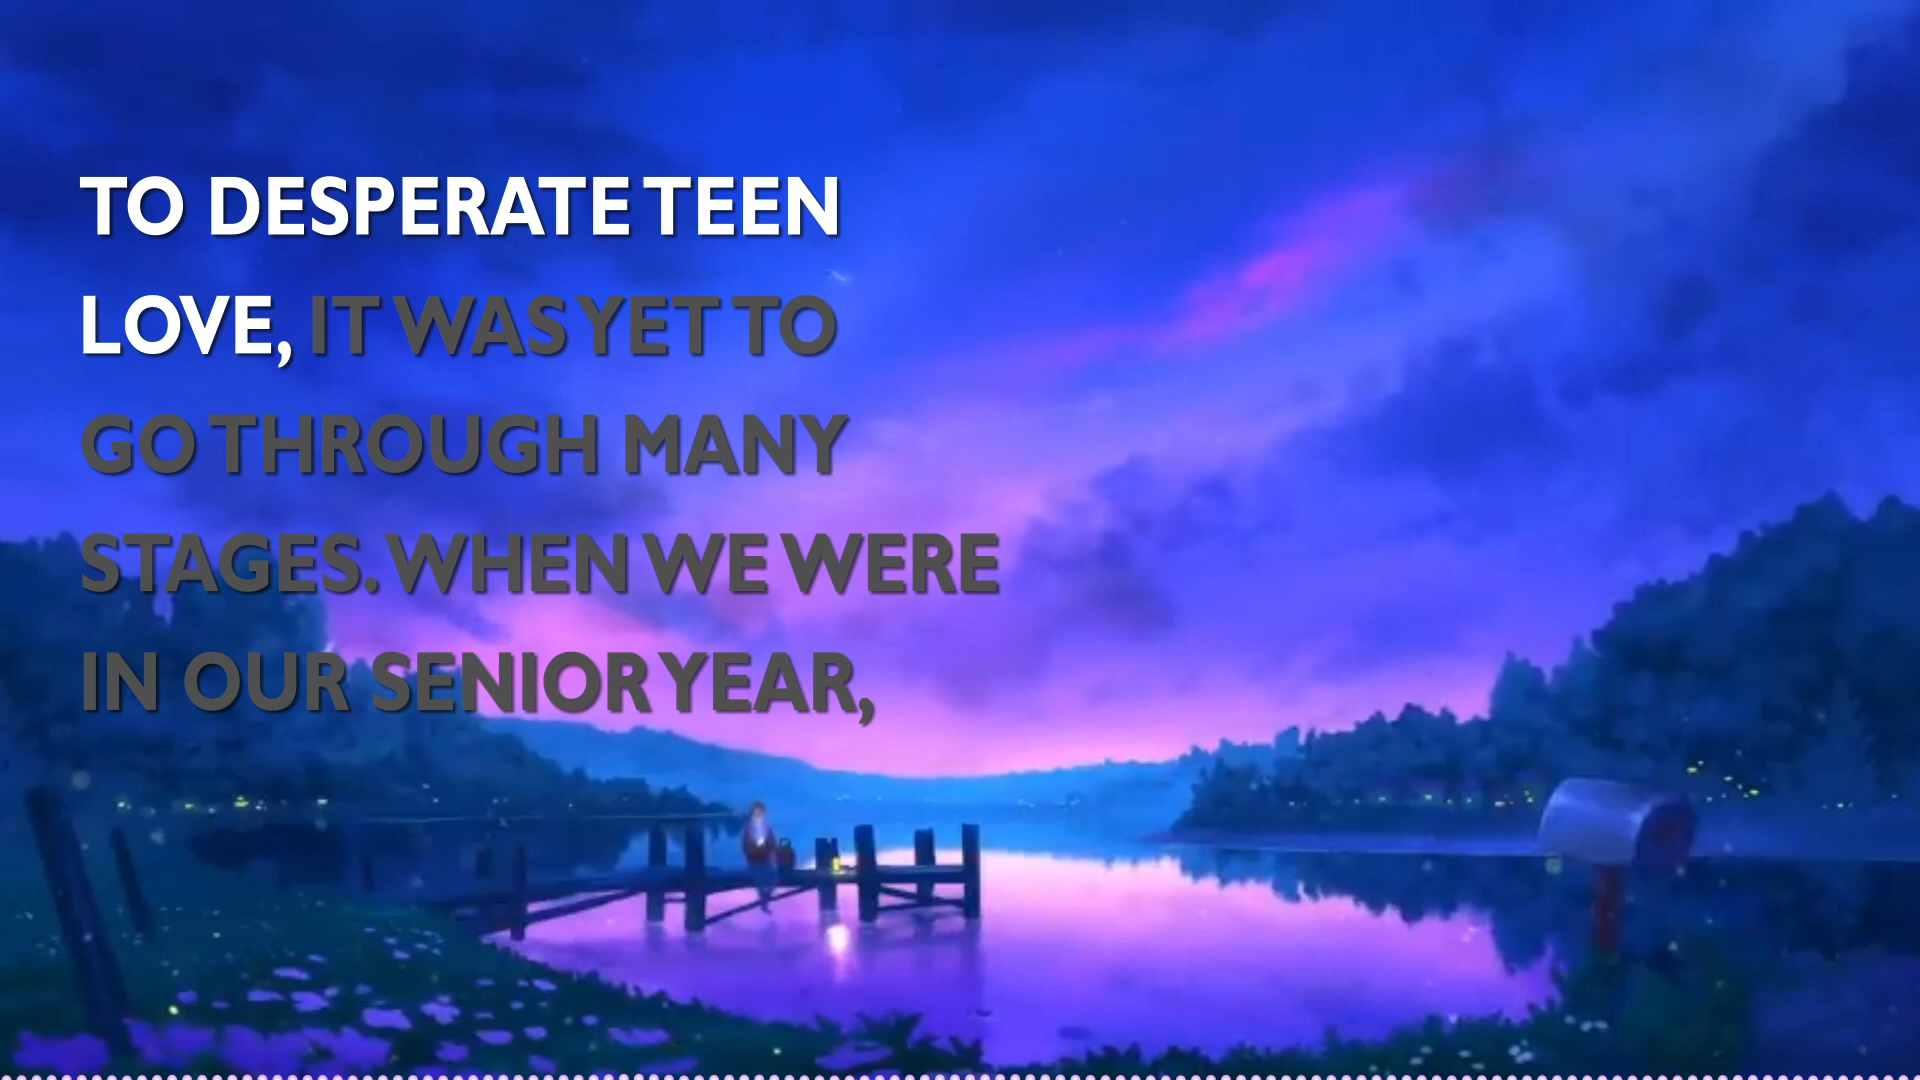 TO DESPERATE TEEN
LOVE, IT WAS YET TO
GO THROUGH MANY
STAGES. WHEN WE WERE
IN OUR SENIOR YEAR,